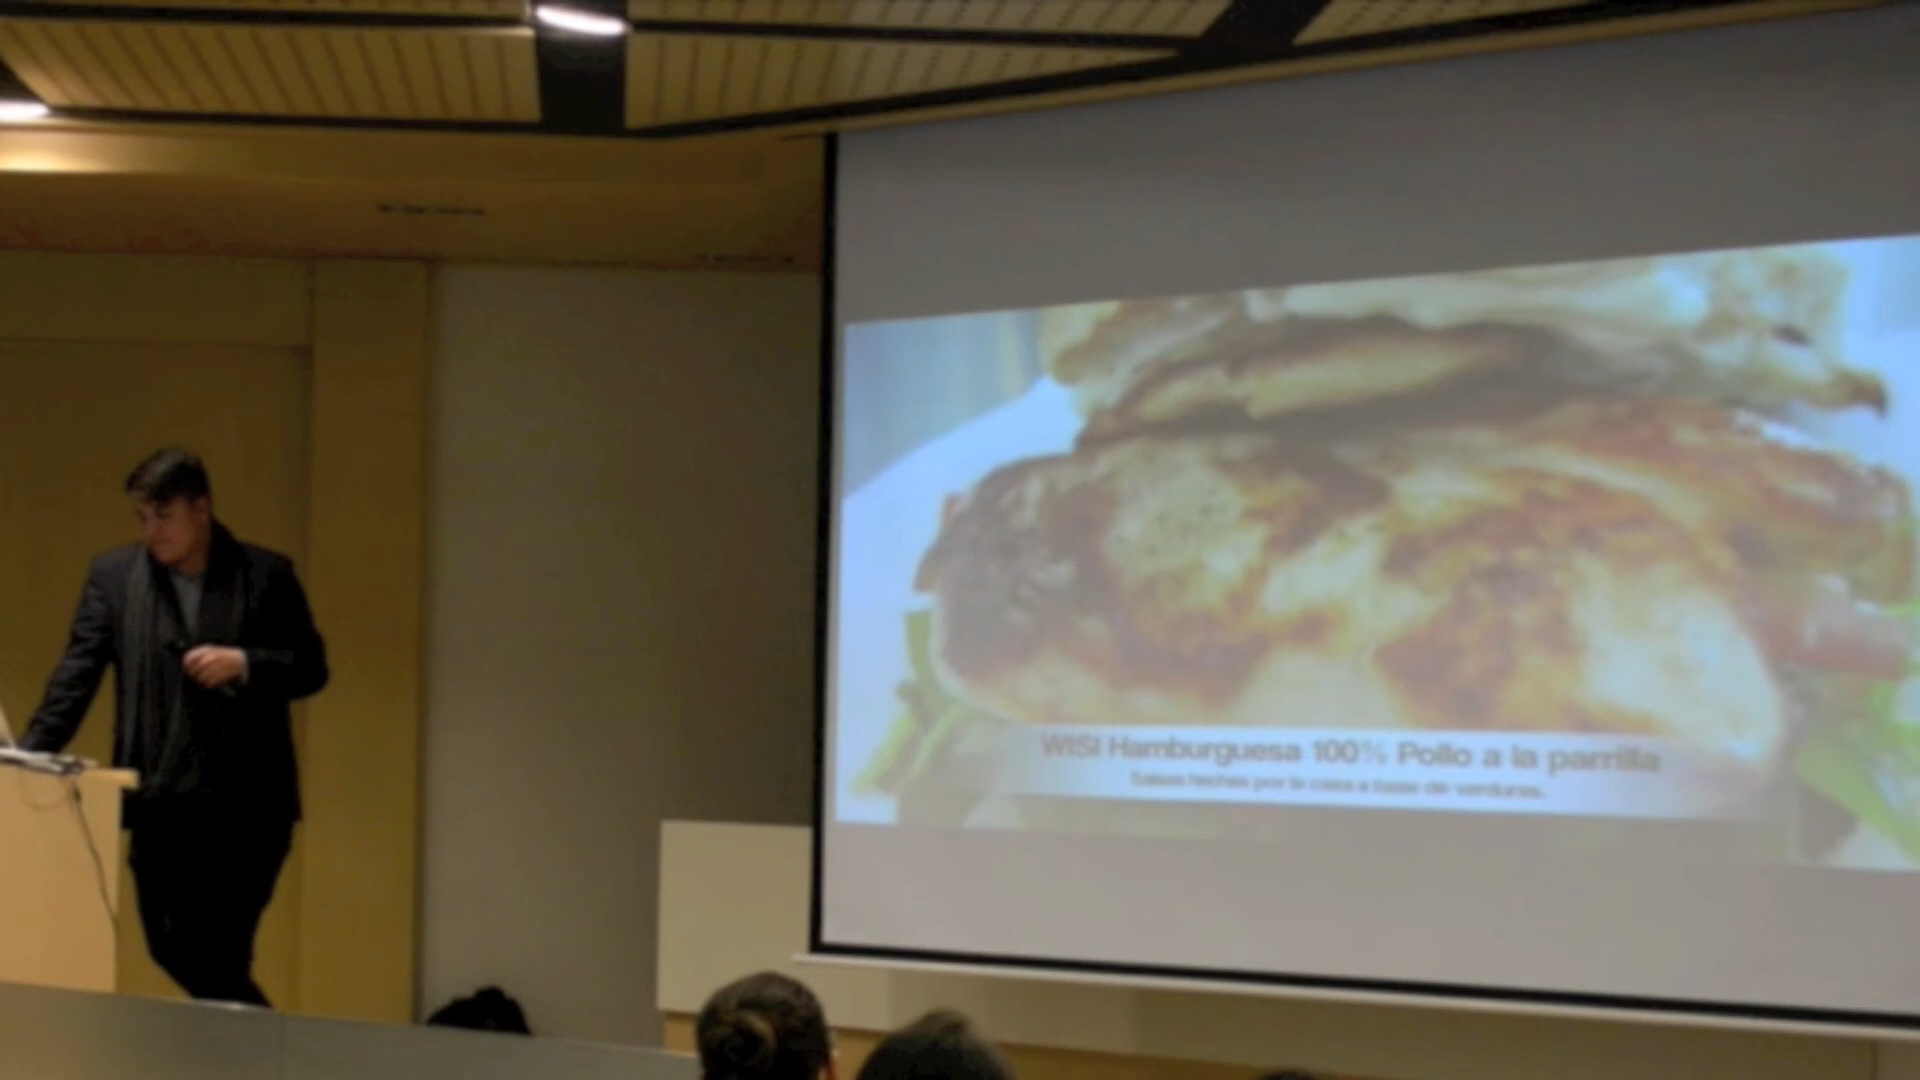 WISI Hamburguesa 100% Pollo a la parrilla
Salsas hechas por la casa a base de verduras.